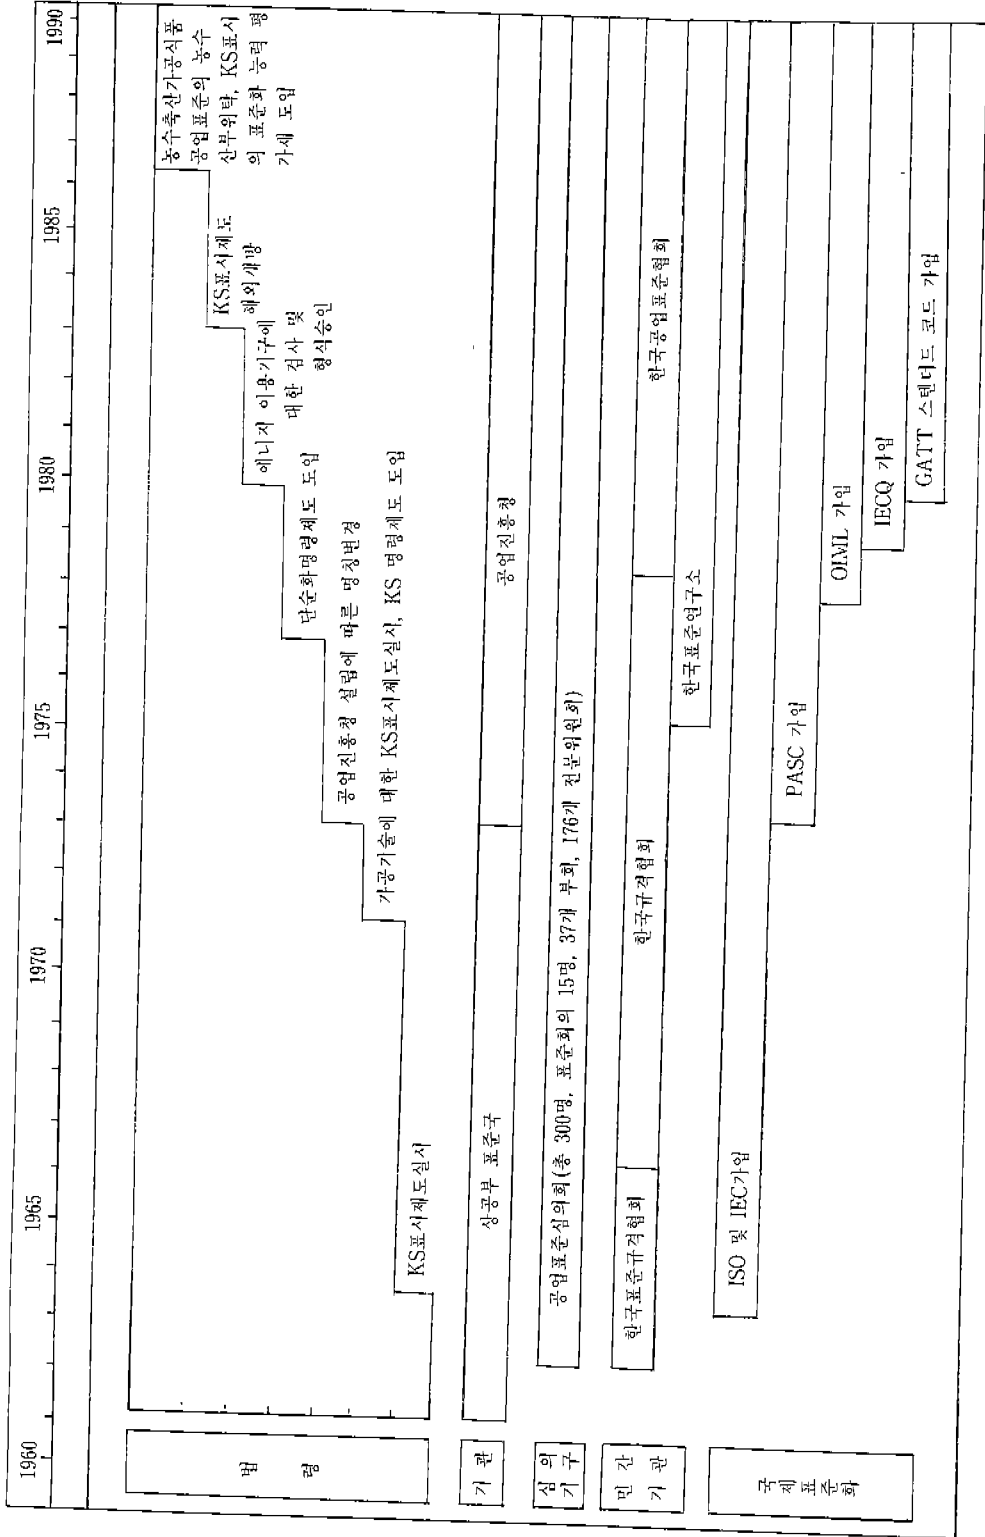 1960
1965
1970
1975
1980
1985
1990
법 령
KS표시제도실시
가공기술에 대한 KS표시제도실시, KS 명령제도 도입
공업진흥청 설립에 따른 명칭변경
단순화명령제도 도입
에너지 이용기구에
대한 검사 및
형식승인
KS표시제도
해외개방
농수축산가공식품
공업표준의 농수
산부위탁, KS표시
의 표준화 능력 평
가제 도입
기 관
상공부 표준국
공업진흥청
심 의
기 구
공업표준심의회(총 300명, 표준회의 15명, 37개 부회, 176개 전문위원회)
민 간
기 관
한국표준규격협회
한국규격협회
한국공업표준협회
한국표준연구소
국 제
표 준 화
ISO 및 IEC가입
PASC 가입
OIML 가입
IECQ 가입
GATT 스텐더드 코드 가입